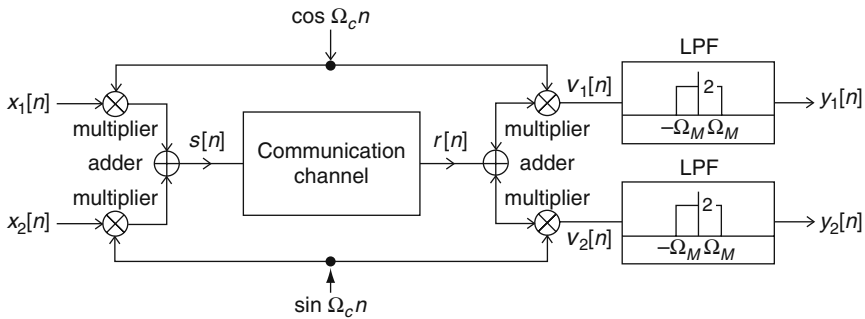 cos Ω_c n
LPF
x_1[n]
multiplier
adder
multiplier
x_2[n]
s[n]
Communication
channel
r[n]
v_1[n]
multiplier
adder
multiplier
v_2[n]
2
−Ω_M Ω_M
y_1[n]
LPF
2
−Ω_M Ω_M
y_2[n]
sin Ω_c n